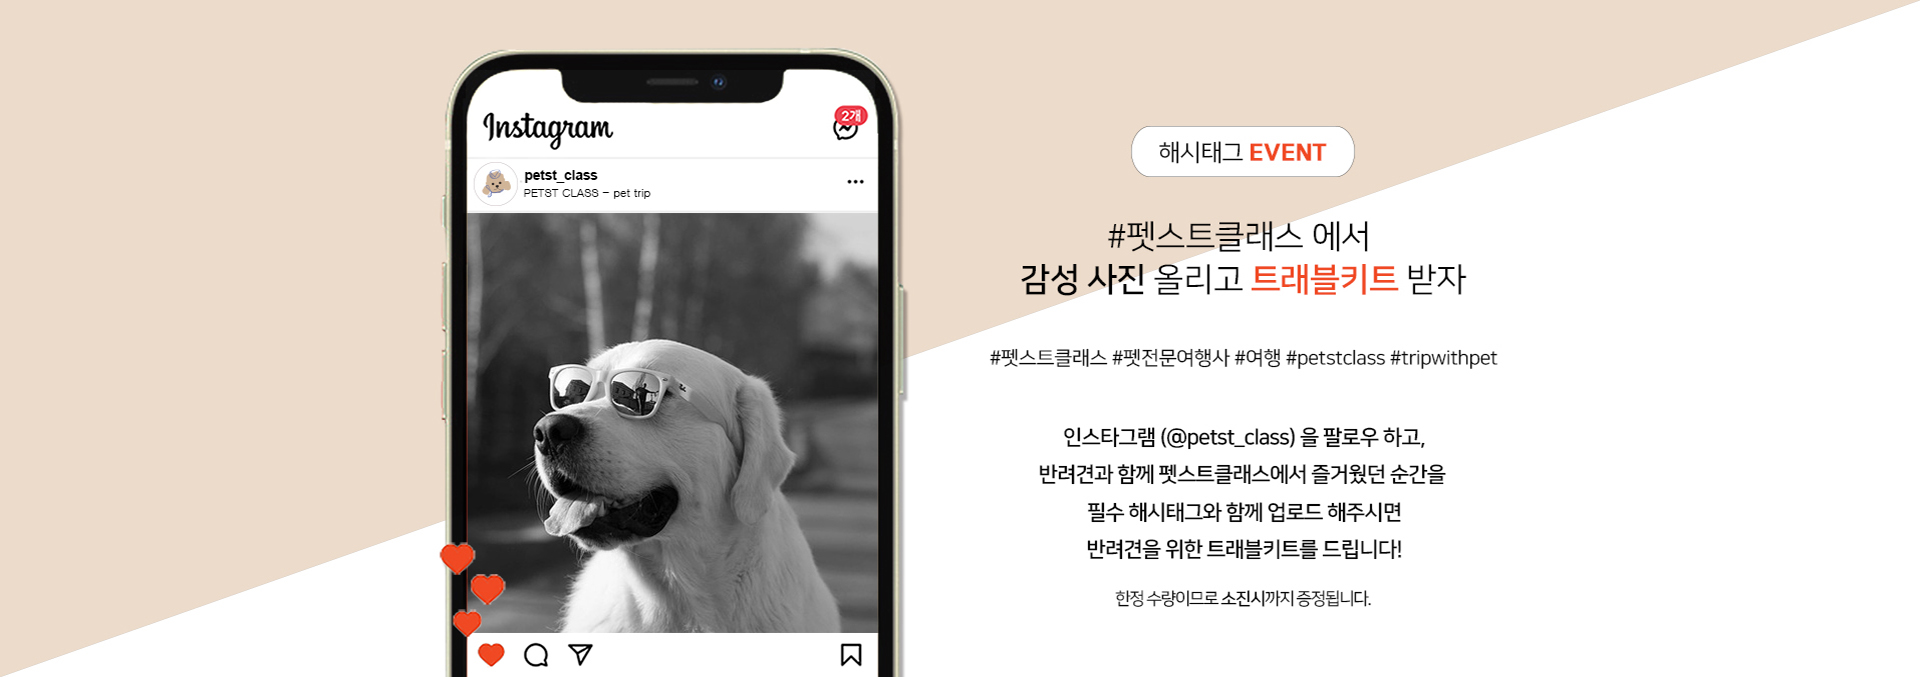 Instagram
2개
petst_class
PETST CLASS - pet trip
해시태그 EVENT
#펫스트클래스 에서
감성 사진 올리고 트래블키트 받자
#펫스트클래스 #펫전문여행사 #여행 #petstclass #tripwithpet
인스타그램 (@petst_class) 을 팔로우 하고,
반려견과 함께 펫스트클래스에서 즐거웠던 순간을
필수 해시태그와 함께 업로드 해주시면
반려견을 위한 트래블키트를 드립니다!
한정 수량이므로 소진시까지 증정됩니다.